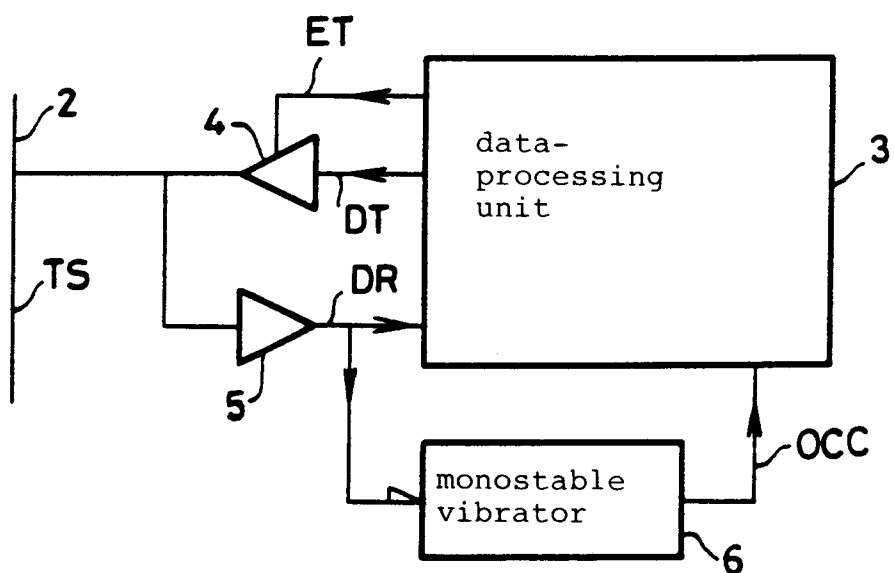 ET
2
4
data-
processing
unit
3
DT
TS
DR
5
OCC
monostable
vibrator
6